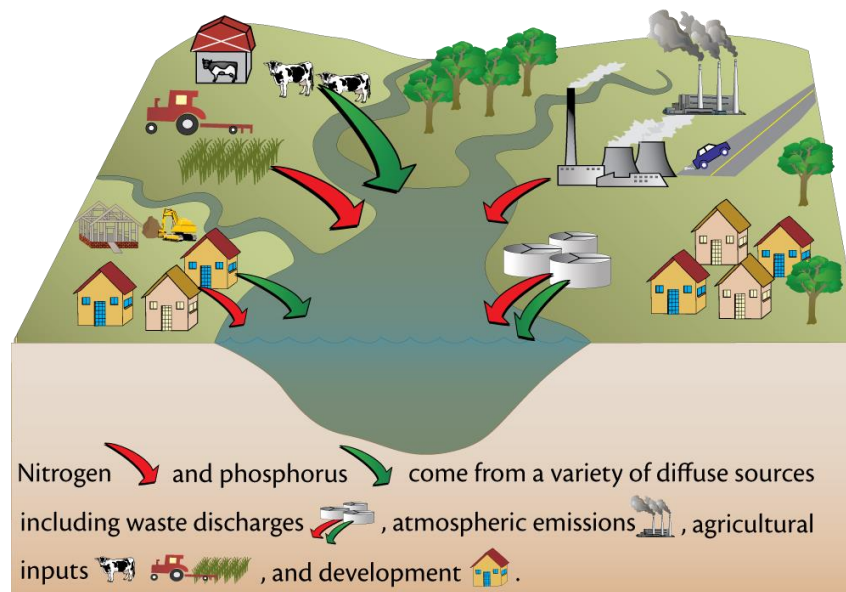 Nitrogen and phosphorus come from a variety of diffuse sources
including waste discharges , atmospheric emissions , agricultural
inputs , and development .